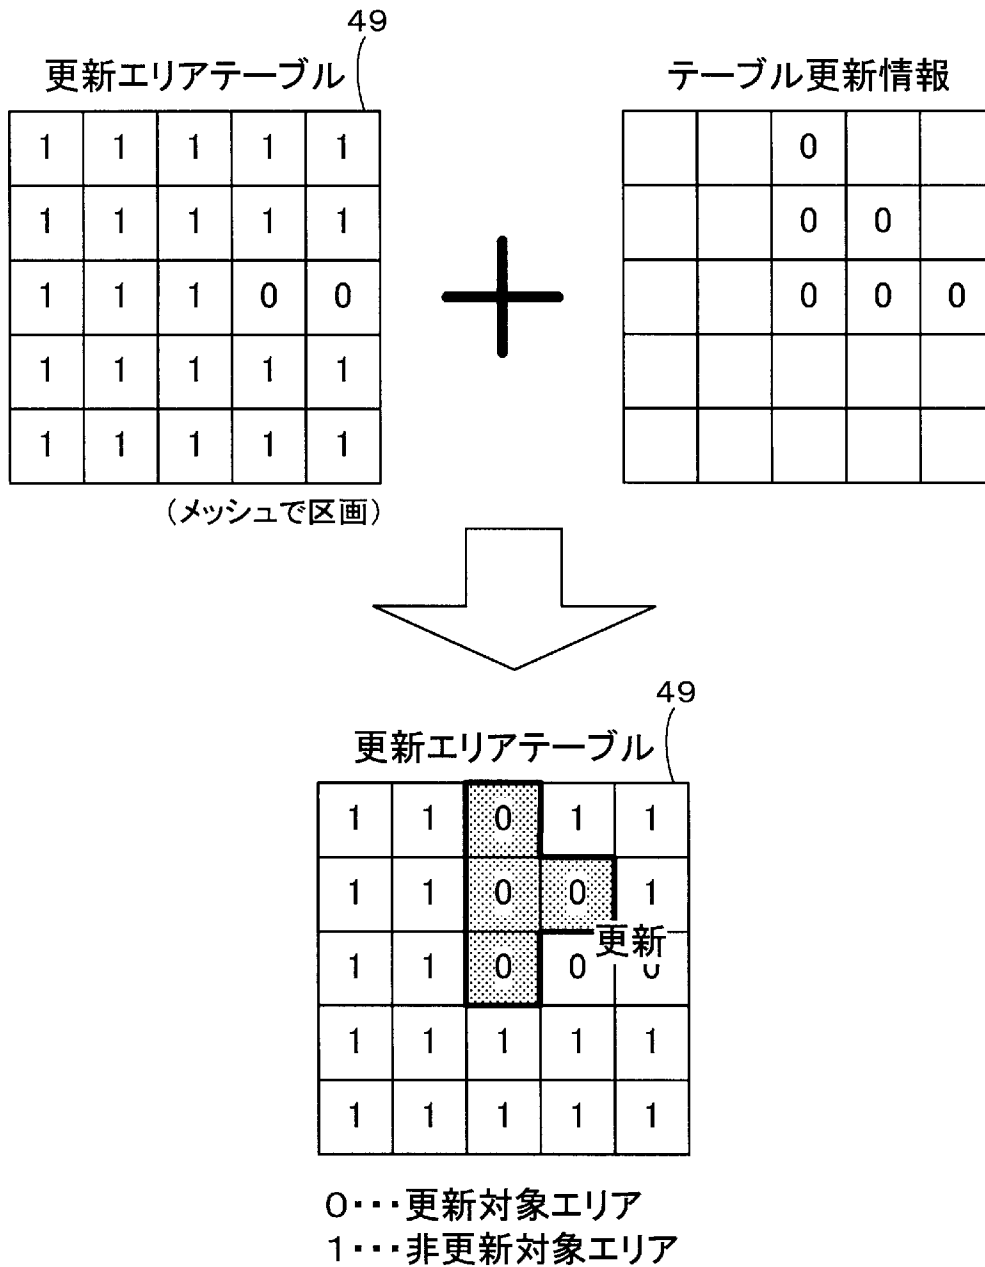 49
更新エリアテーブル
1 1 1 1 1
1 1 1 1 1
1 1 1 0 0
1 1 1 1 1
1 1 1 1 1
(メッシュで区画)
テーブル更新情報
0
0 0
0 0 0
49
更新エリアテーブル
1 1 0 1 1
1 1 0 0 1
更新
1 1 0 0 0
1 1 1 1 1
1 1 1 1 1
0・・・更新対象エリア
1・・・非更新対象エリア